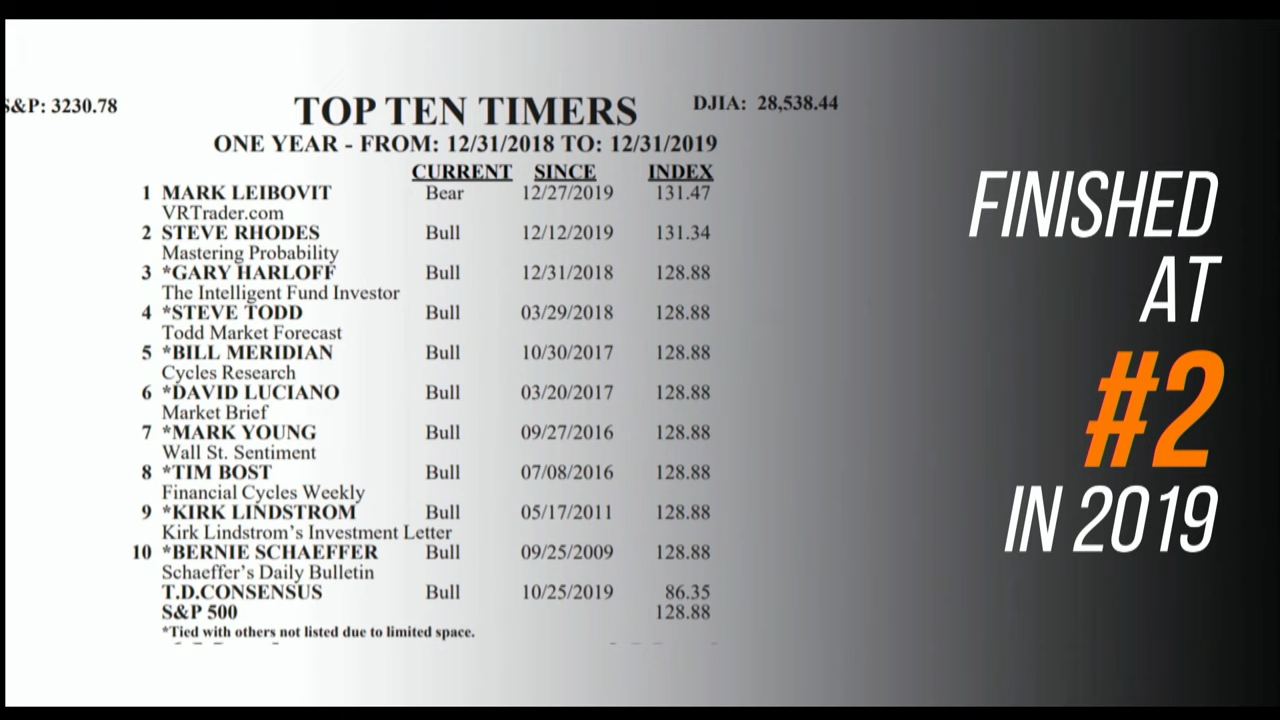 S&P: 3230.78
TOP TEN TIMERS
DJIA: 28,538.44
ONE YEAR - FROM: 12/31/2018 TO: 12/31/2019
CURRENT SINCE INDEX
1 MARK LEIBOVIT Bear 12/27/2019 131.47
VRTrader.com
2 STEVE RHODES Bull 12/12/2019 131.34
Mastering Probability
3 *GARY HARLOFF Bull 12/31/2018 128.88
The Intelligent Fund Investor
4 *STEVE TODD Bull 03/29/2018 128.88
Todd Market Forecast
5 *BILL MERIDIAN Bull 10/30/2017 128.88
Cycles Research
6 *DAVID LUCIANO Bull 03/20/2017 128.88
Market Brief
7 *MARK YOUNG Bull 09/27/2016 128.88
Wall St. Sentiment
8 *TIM BOST Bull 07/08/2016 128.88
Financial Cycles Weekly
9 *KIRK LINDSTROM Bull 05/17/2011 128.88
Kirk Lindstrom's Investment Letter
10 *BERNIE SCHAEFFER Bull 09/25/2009 128.88
Schaeffer's Daily Bulletin
T.D.CONSENSUS Bull 10/25/2019 86.35
S&P 500 128.88
*Tied with others not listed due to limited space.
FINISHED
AT
#2
IN 2019